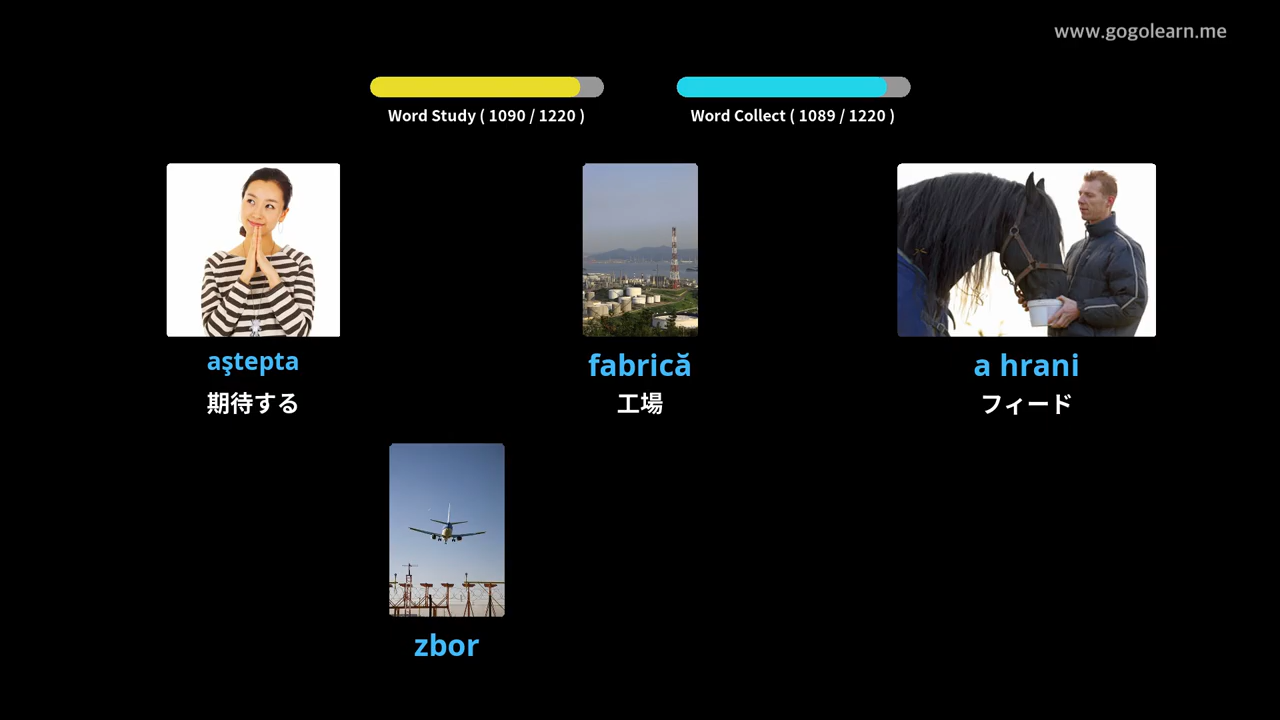 www.gogolearn.me
Word Study ( 1090 / 1220 )
Word Collect ( 1089 / 1220 )
aştepta
期待する
fabrică
工場
a hrani
フィード
zbor